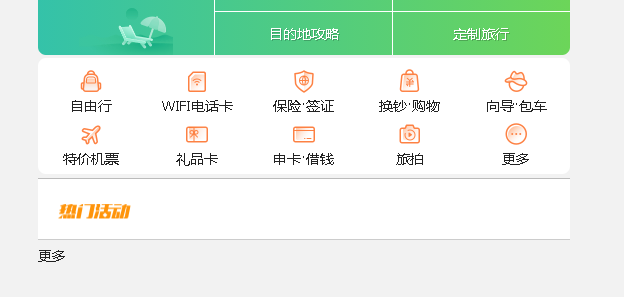 目的地攻略 定制旅行
自由行 WIFI电话卡 保险·签证 换钞·购物 向导·包车
特价机票 礼品卡 申卡·借钱 旅拍 更多
热门活动
更多